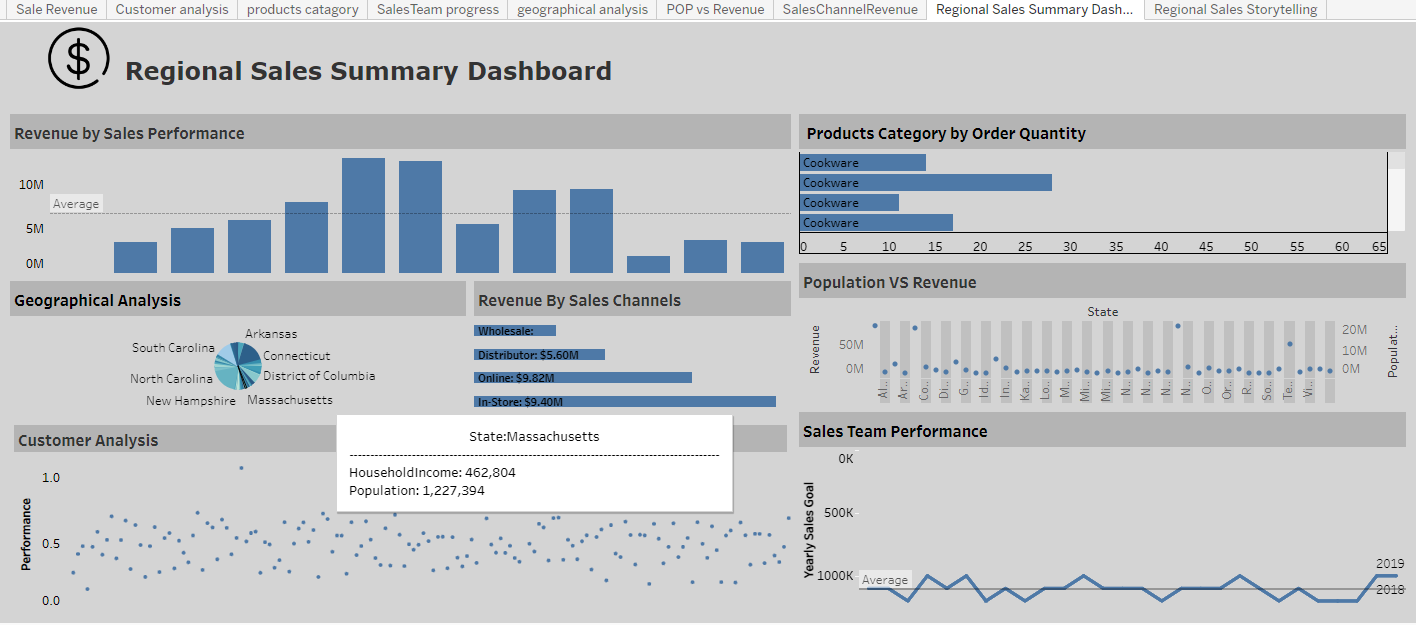 Sale Revenue
Customer analysis
products catagory
SalesTeam progress
geographical analysis
POP vs Revenue
SalesChannelRevenue
Regional Sales Summary Dash...
Regional Sales Storytelling
Regional Sales Summary Dashboard
Revenue by Sales Performance
10M
Average
5M
0M
Products Category by Order Quantity
Cookware
Cookware
Cookware
Cookware
0 5 10 15 20 25 30 35 40 45 50 55 60 65
Geographical Analysis
Arkansas
South Carolina
Connecticut
North Carolina
District of Columbia
New Hampshire
Massachusetts
Revenue By Sales Channels
Wholesale:
Distributor: $5.60M
Online: $9.82M
In-Store: $9.40M
Population VS Revenue
State
Revenue
50M
0M
20M
10M
0M
Populat...
Al.. Ar.. Co.. Di.. G.. Id.. In.. Ka.. Lo.. M.. Mi.. Mi.. N.. N.. N.. N.. O.. Or.. R.. So.. Te.. Vi..
Customer Analysis
State:Massachusetts
HouseholdIncome: 462,804
Population: 1,227,394
Performance
1.0
0.5
0.0
Sales Team Performance
Yearly Sales Goal
0K
500K
1000K
Average
2019
2018